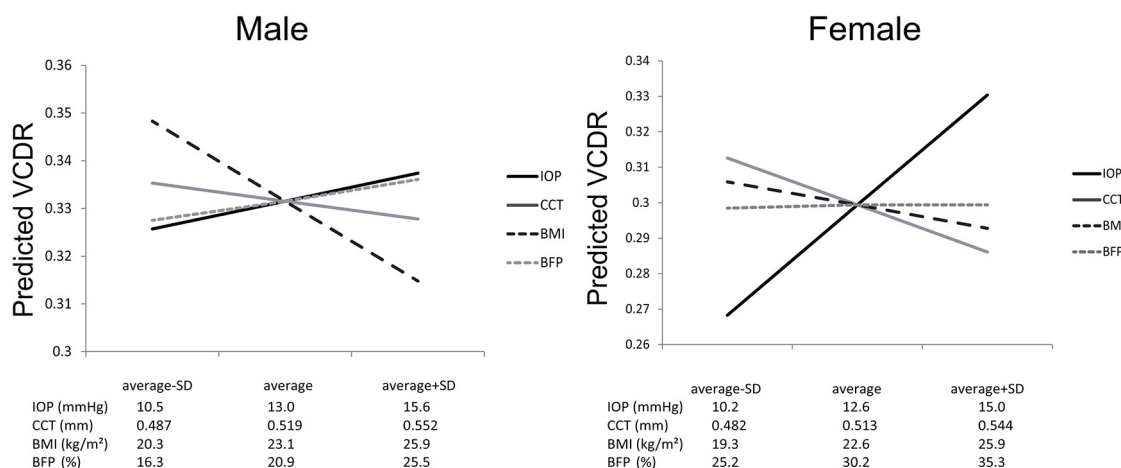 Male
0.36
0.35
0.34
0.33
0.32
0.31
0.3
Predicted VCDR
IOP
CCT
BMI
BFP
average-SD average average+SD
IOP (mmHg) 10.5 13.0 15.6
CCT (mm) 0.487 0.519 0.552
BMI (kg/m²) 20.3 23.1 25.9
BFP (%) 16.3 20.9 25.5
Female
0.34
0.33
0.32
0.31
0.3
0.29
0.28
0.27
0.26
Predicted VCDR
IOP
CCT
BM
BFP
average-SD average average+SD
IOP (mmHg) 10.2 12.6 15.0
CCT (mm) 0.482 0.513 0.544
BMI (kg/m²) 19.3 22.6 25.9
BFP (%) 25.2 30.2 35.3